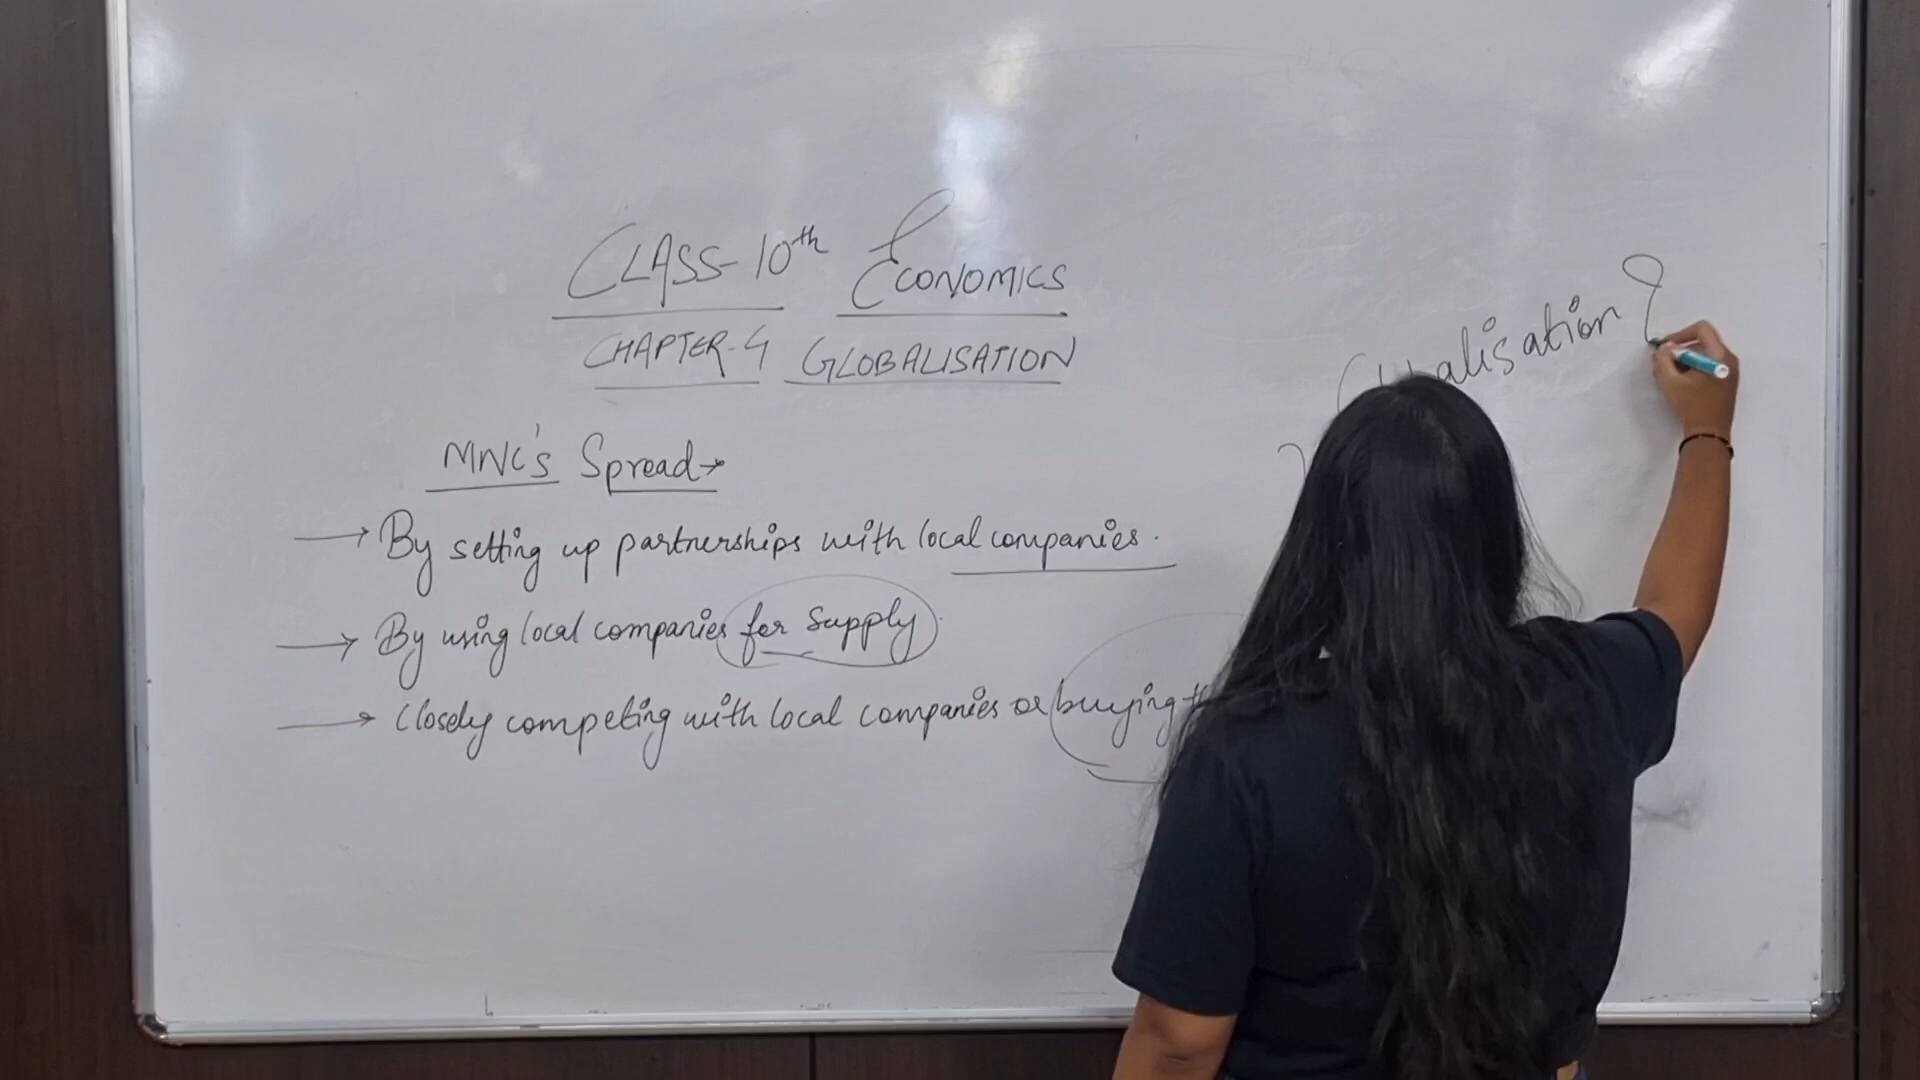 CLASS-10th ECONOMICS
CHAPTER-4 GLOBALISATION
MNC's Spread→
→ By setting up partnerships with local companies.
→ By using local companies for supply
→ Closely competing with local companies or buying